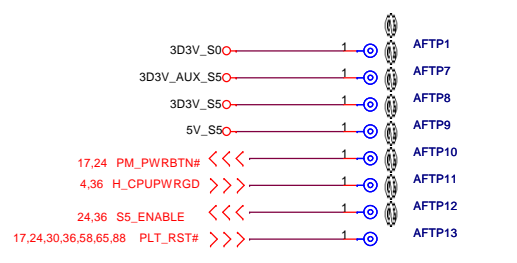 3D3V_S0 1 AFTP1
3D3V_AUX_S5 1 AFTP7
3D3V_S5 1 AFTP8
5V_S5 1 AFTP9
17,24 PM_PWRBTN# 1 AFTP10
4,36 H_CPUPWRGD 1 AFTP11
24,36 S5_ENABLE 1 AFTP12
17,24,30,36,58,65,88 PLT_RST# 1 AFTP13